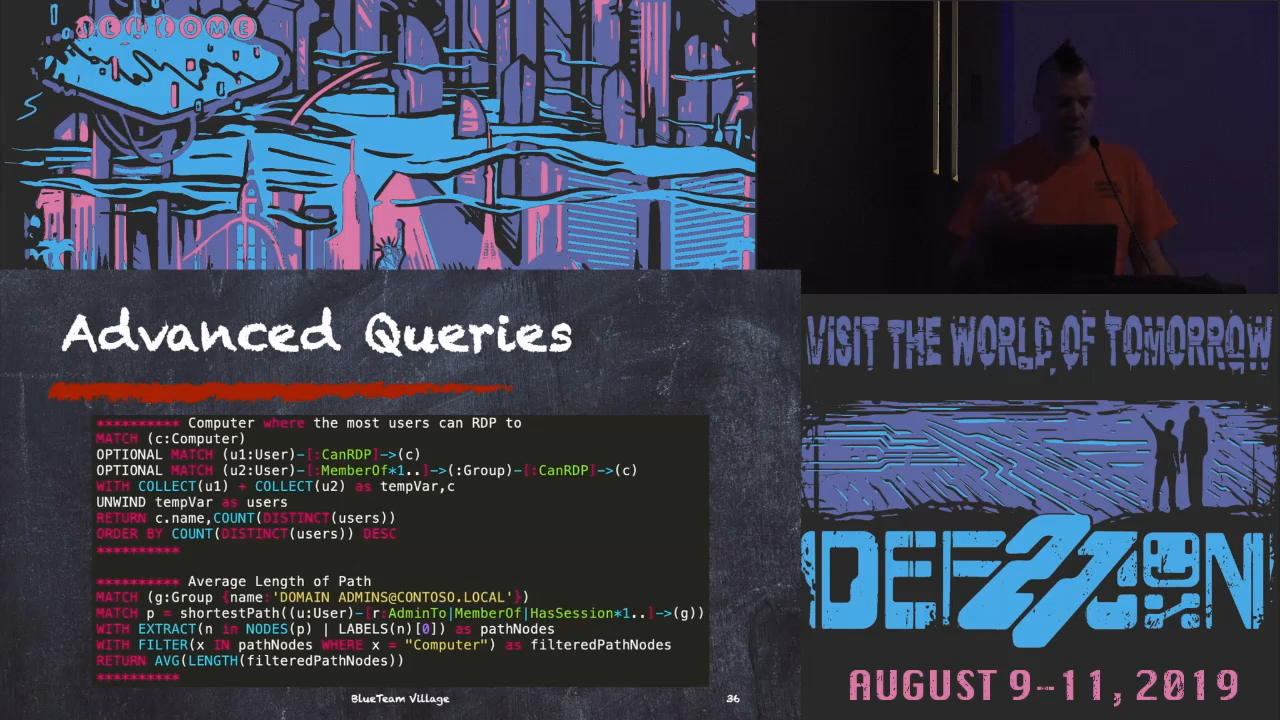 WELCOME
Advanced Queries
********** Computer where the most users can RDP to
MATCH (c:Computer)
OPTIONAL MATCH (u1:User)-[:CanRDP]->(c)
OPTIONAL MATCH (u2:User)-[:MemberOf*1..]->(:Group)-[:CanRDP]->(c)
WITH COLLECT(u1) + COLLECT(u2) as tempVar,c
UNWIND tempVar as users
RETURN c.name,COUNT(DISTINCT(users))
ORDER BY COUNT(DISTINCT(users)) DESC
**********
********** Average Length of Path
MATCH (g:Group {name:'DOMAIN ADMINS@CONTOSO.LOCAL'})
MATCH p = shortestPath((u:User)-[r:AdminTo|MemberOf|HasSession*1..]->(g))
WITH EXTRACT(n in NODES(p) | LABELS(n)[0]) as pathNodes
WITH FILTER(x IN pathNodes WHERE x = "Computer") as filteredPathNodes
RETURN AVG(LENGTH(filteredPathNodes))
**********
BlueTeam Village
36
VISIT THE WORLD OF TOMORROW
DEF27CON
AUGUST 9-11, 2019